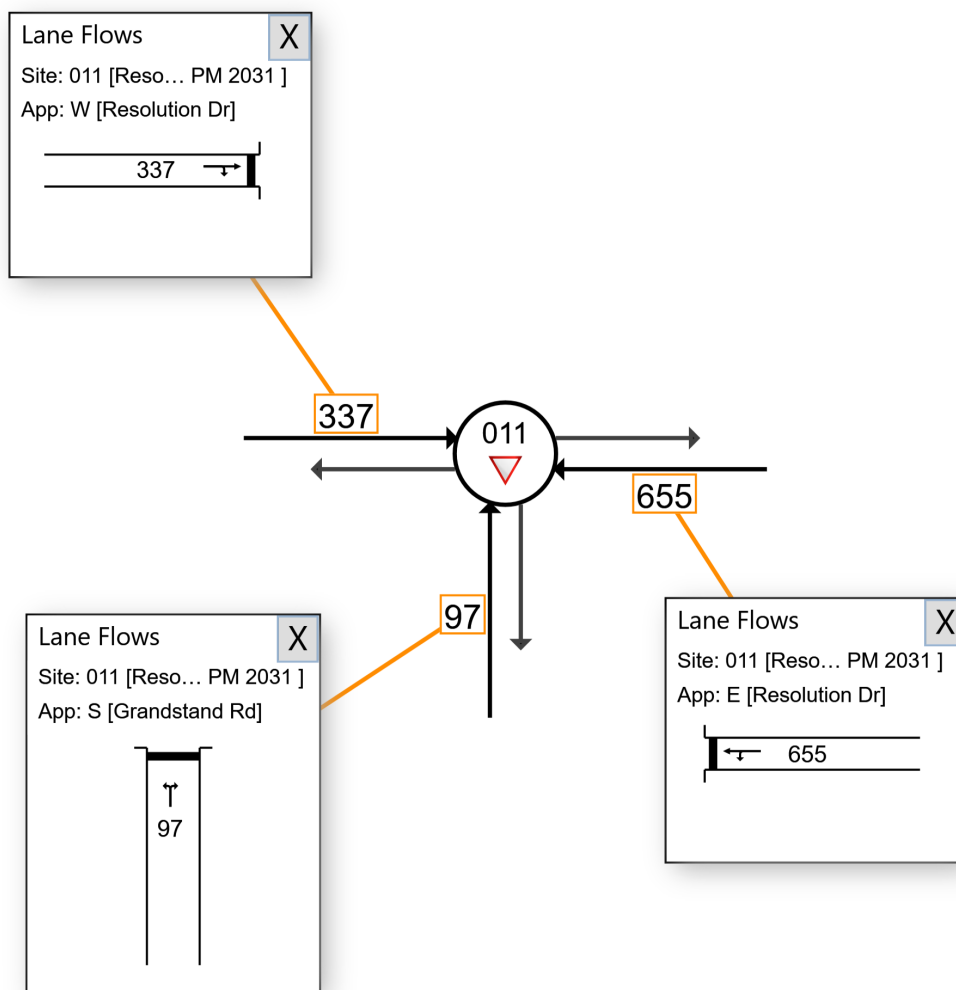 Lane Flows
X
Site: 011 [Reso... PM 2031 ]
App: W [Resolution Dr]
337
337
011
655
97
Lane Flows
X
Site: 011 [Reso... PM 2031 ]
App: S [Grandstand Rd]
97
Lane Flows
X
Site: 011 [Reso... PM 2031 ]
App: E [Resolution Dr]
655